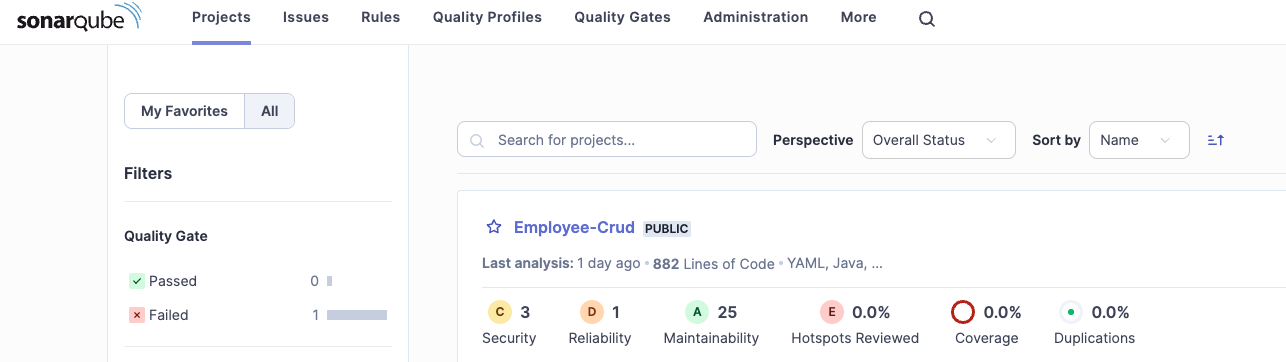 sonarqube Projects Issues Rules Quality Profiles Quality Gates Administration More
My Favorites All
Filters
Quality Gate
Passed 0
Failed 1
Search for projects... Perspective Overall Status Sort by Name
Employee-Crud PUBLIC
Last analysis: 1 day ago • 882 Lines of Code • YAML, Java, ...
C 3 D 1 A 25 E 0.0% 0.0% 0.0%
Security Reliability Maintainability Hotspots Reviewed Coverage Duplications